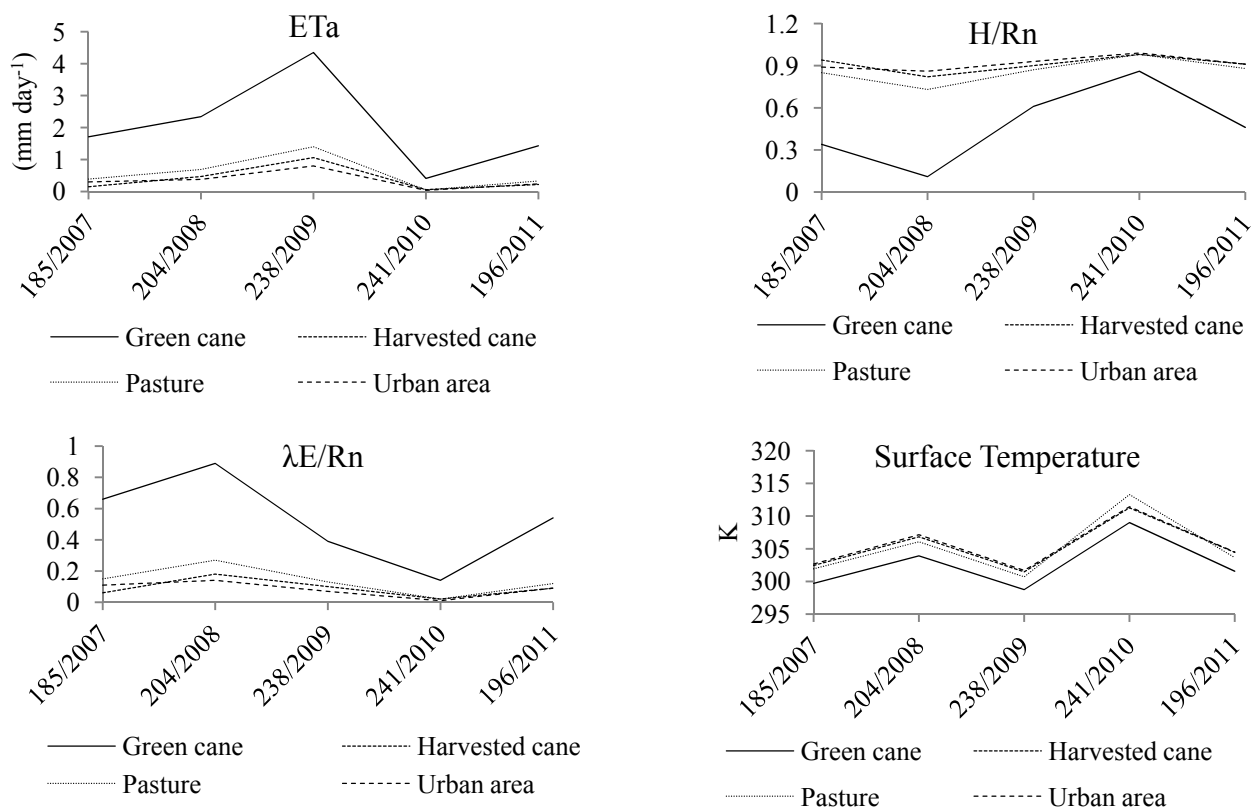 ETa
(mm day-1)
5
4
3
2
1
0
185/2007
204/2008
238/2009
241/2010
196/2011
Green cane
Harvested cane
Pasture
Urban area
H/Rn
1.2
0.9
0.6
0.3
0
185/2007
204/2008
238/2009
241/2010
196/2011
Green cane
Harvested cane
Pasture
Urban area
λE/Rn
1
0.8
0.6
0.4
0.2
0
185/2007
204/2008
238/2009
241/2010
196/2011
Green cane
Harvested cane
Pasture
Urban area
Surface Temperature
K
320
315
310
305
300
295
185/2007
204/2008
238/2009
241/2010
196/2011
Green cane
Harvested cane
Pasture
Urban area